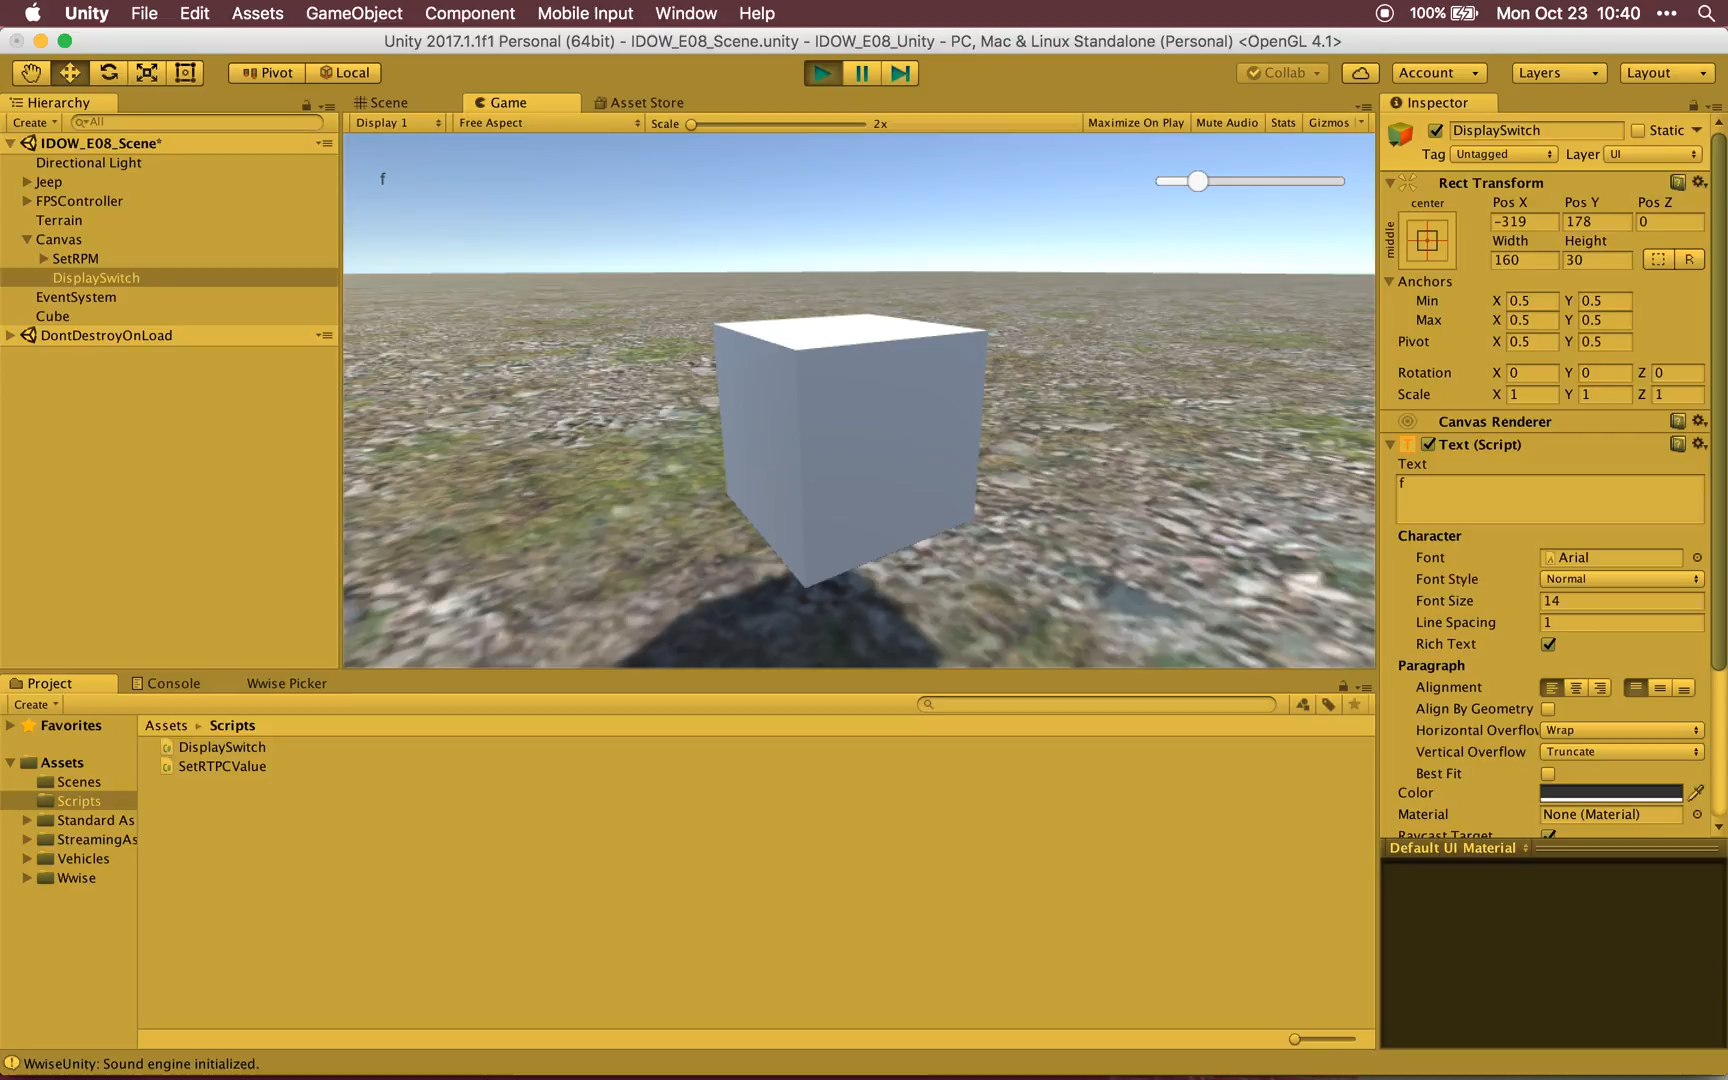 Unity File Edit Assets GameObject Component Mobile Input Window Help 100% Mon Oct 23 10:40
Unity 2017.1.1f1 Personal (64bit) - IDOW_E08_Scene.unity - IDOW_E08_Unity - PC, Mac & Linux Standalone (Personal) <OpenGL 4.1>
Pivot Local Collab Account Layers Layout
Hierarchy
Create All
IDOW_E08_Scene*
Directional Light
Jeep
FPSController
Terrain
Canvas
SetRPM
DisplaySwitch
EventSystem
Cube
DontDestroyOnLoad
Scene Game Asset Store
Display 1 Free Aspect Scale 2x Maximize On Play Mute Audio Stats Gizmos
f
Inspector
DisplaySwitch Static
Tag Untagged Layer UI
Rect Transform
center Pos X Pos Y Pos Z
middle -319 178 0
Width Height
160 30 R
Anchors
Min X 0.5 Y 0.5
Max X 0.5 Y 0.5
Pivot X 0.5 Y 0.5
Rotation X 0 Y 0 Z 0
Scale X 1 Y 1 Z 1
Canvas Renderer
Text (Script)
Text
f
Character
Font Arial
Font Style Normal
Font Size 14
Line Spacing 1
Rich Text
Paragraph
Alignment
Align By Geometry
Horizontal Overflow Wrap
Vertical Overflow Truncate
Best Fit
Color
Material None (Material)
Raycast Target
Default UI Material
Project Console Wwise Picker
Create
Favorites
Assets
Scenes
Scripts
Standard As
StreamingAs
Vehicles
Wwise
Assets Scripts
DisplaySwitch
SetRTPCValue
WwiseUnity: Sound engine initialized.